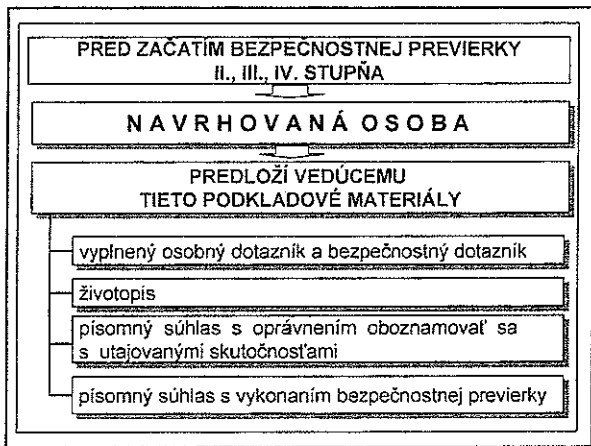 PRED ZAČATÍM BEZPEČNOSTNEJ PREVIERKY
II., III., IV. STUPŇA
NAVRHOVANÁ OSOBA
PREDLOŽÍ VEDÚCEMU
TIETO PODKLADOVÉ MATERIÁLY
vyplnený osobný dotazník a bezpečnostný dotazník
životopis
písomný súhlas s oprávnením oboznamovať sa
s utajovanými skutočnosťami
písomný súhlas s vykonaním bezpečnostnej previerky